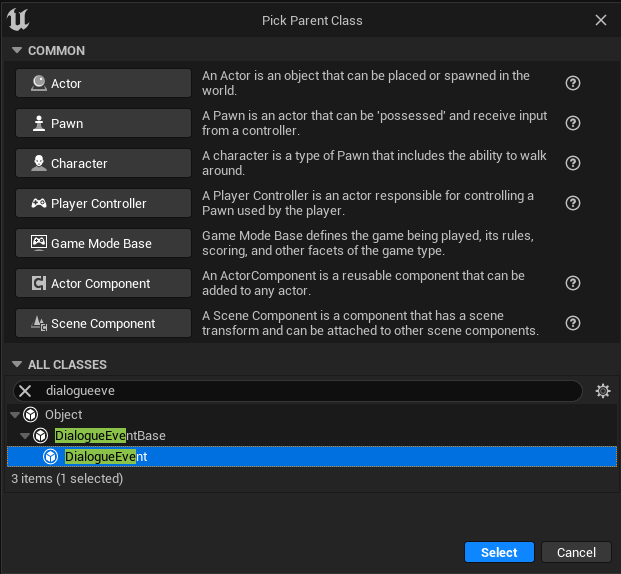 Pick Parent Class
COMMON
Actor
An Actor is an object that can be placed or spawned in the
world.
Pawn
A Pawn is an actor that can be 'possessed' and receive input
from a controller.
Character
A character is a type of Pawn that includes the ability to walk
around.
Player Controller
A Player Controller is an actor responsible for controlling a
Pawn used by the player.
Game Mode Base
Game Mode Base defines the game being played, its rules,
scoring, and other facets of the game type.
Actor Component
An ActorComponent is a reusable component that can be
added to any actor.
Scene Component
A Scene Component is a component that has a scene
transform and can be attached to other scene components.
ALL CLASSES
dialogueeve
Object
DialogueEventBase
DialogueEvent
3 items (1 selected)
Select
Cancel